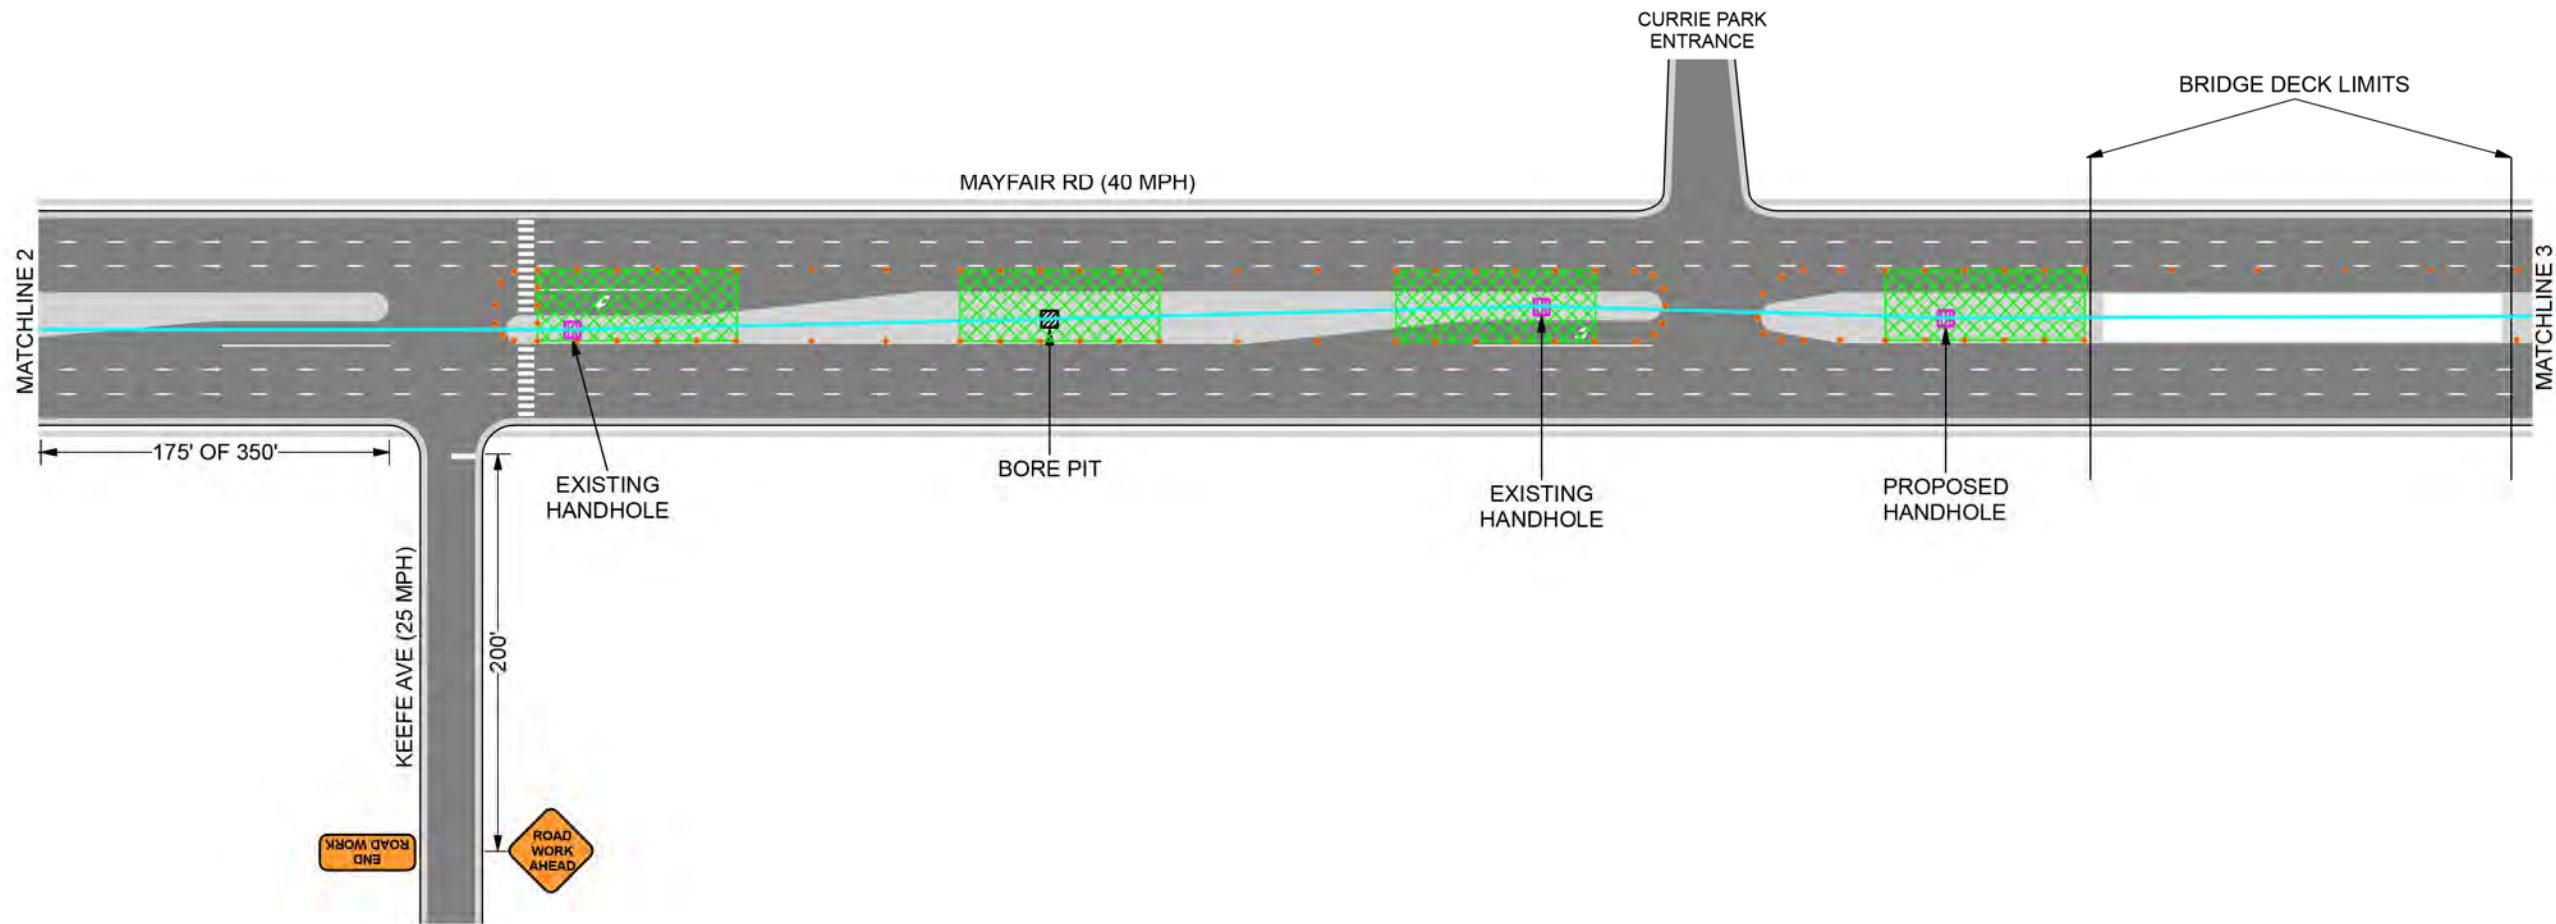 CURRIE PARK
ENTRANCE
BRIDGE DECK LIMITS
MAYFAIR RD (40 MPH)
MATCHLINE 2
MATCHLINE 3
175' OF 350'
EXISTING
HANDHOLE
BORE PIT
EXISTING
HANDHOLE
PROPOSED
HANDHOLE
KEEFE AVE (25 MPH)
200'
END
ROAD WORK
ROAD
WORK
AHEAD